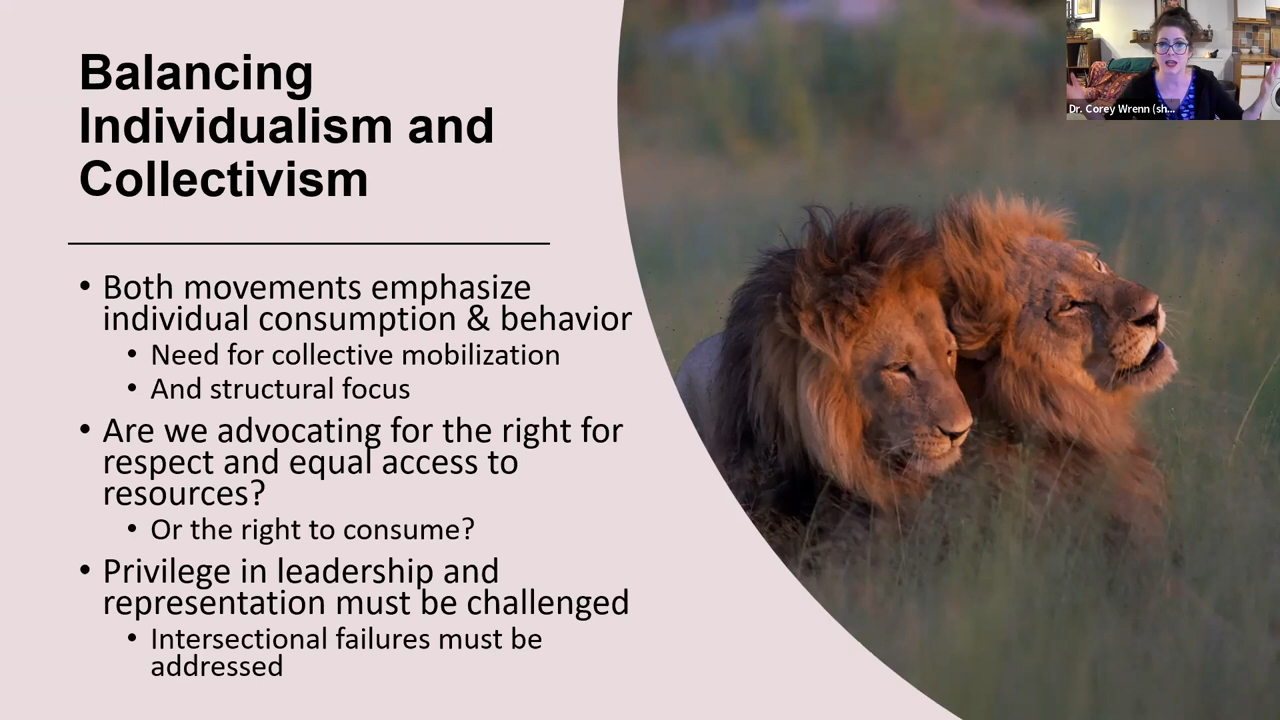 Balancing
Individualism and
Collectivism
• Both movements emphasize
individual consumption & behavior
• Need for collective mobilization
• And structural focus
• Are we advocating for the right for
respect and equal access to
resources?
• Or the right to consume?
• Privilege in leadership and
representation must be challenged
• Intersectional failures must be
addressed
Dr. Corey Wrenn (sh...